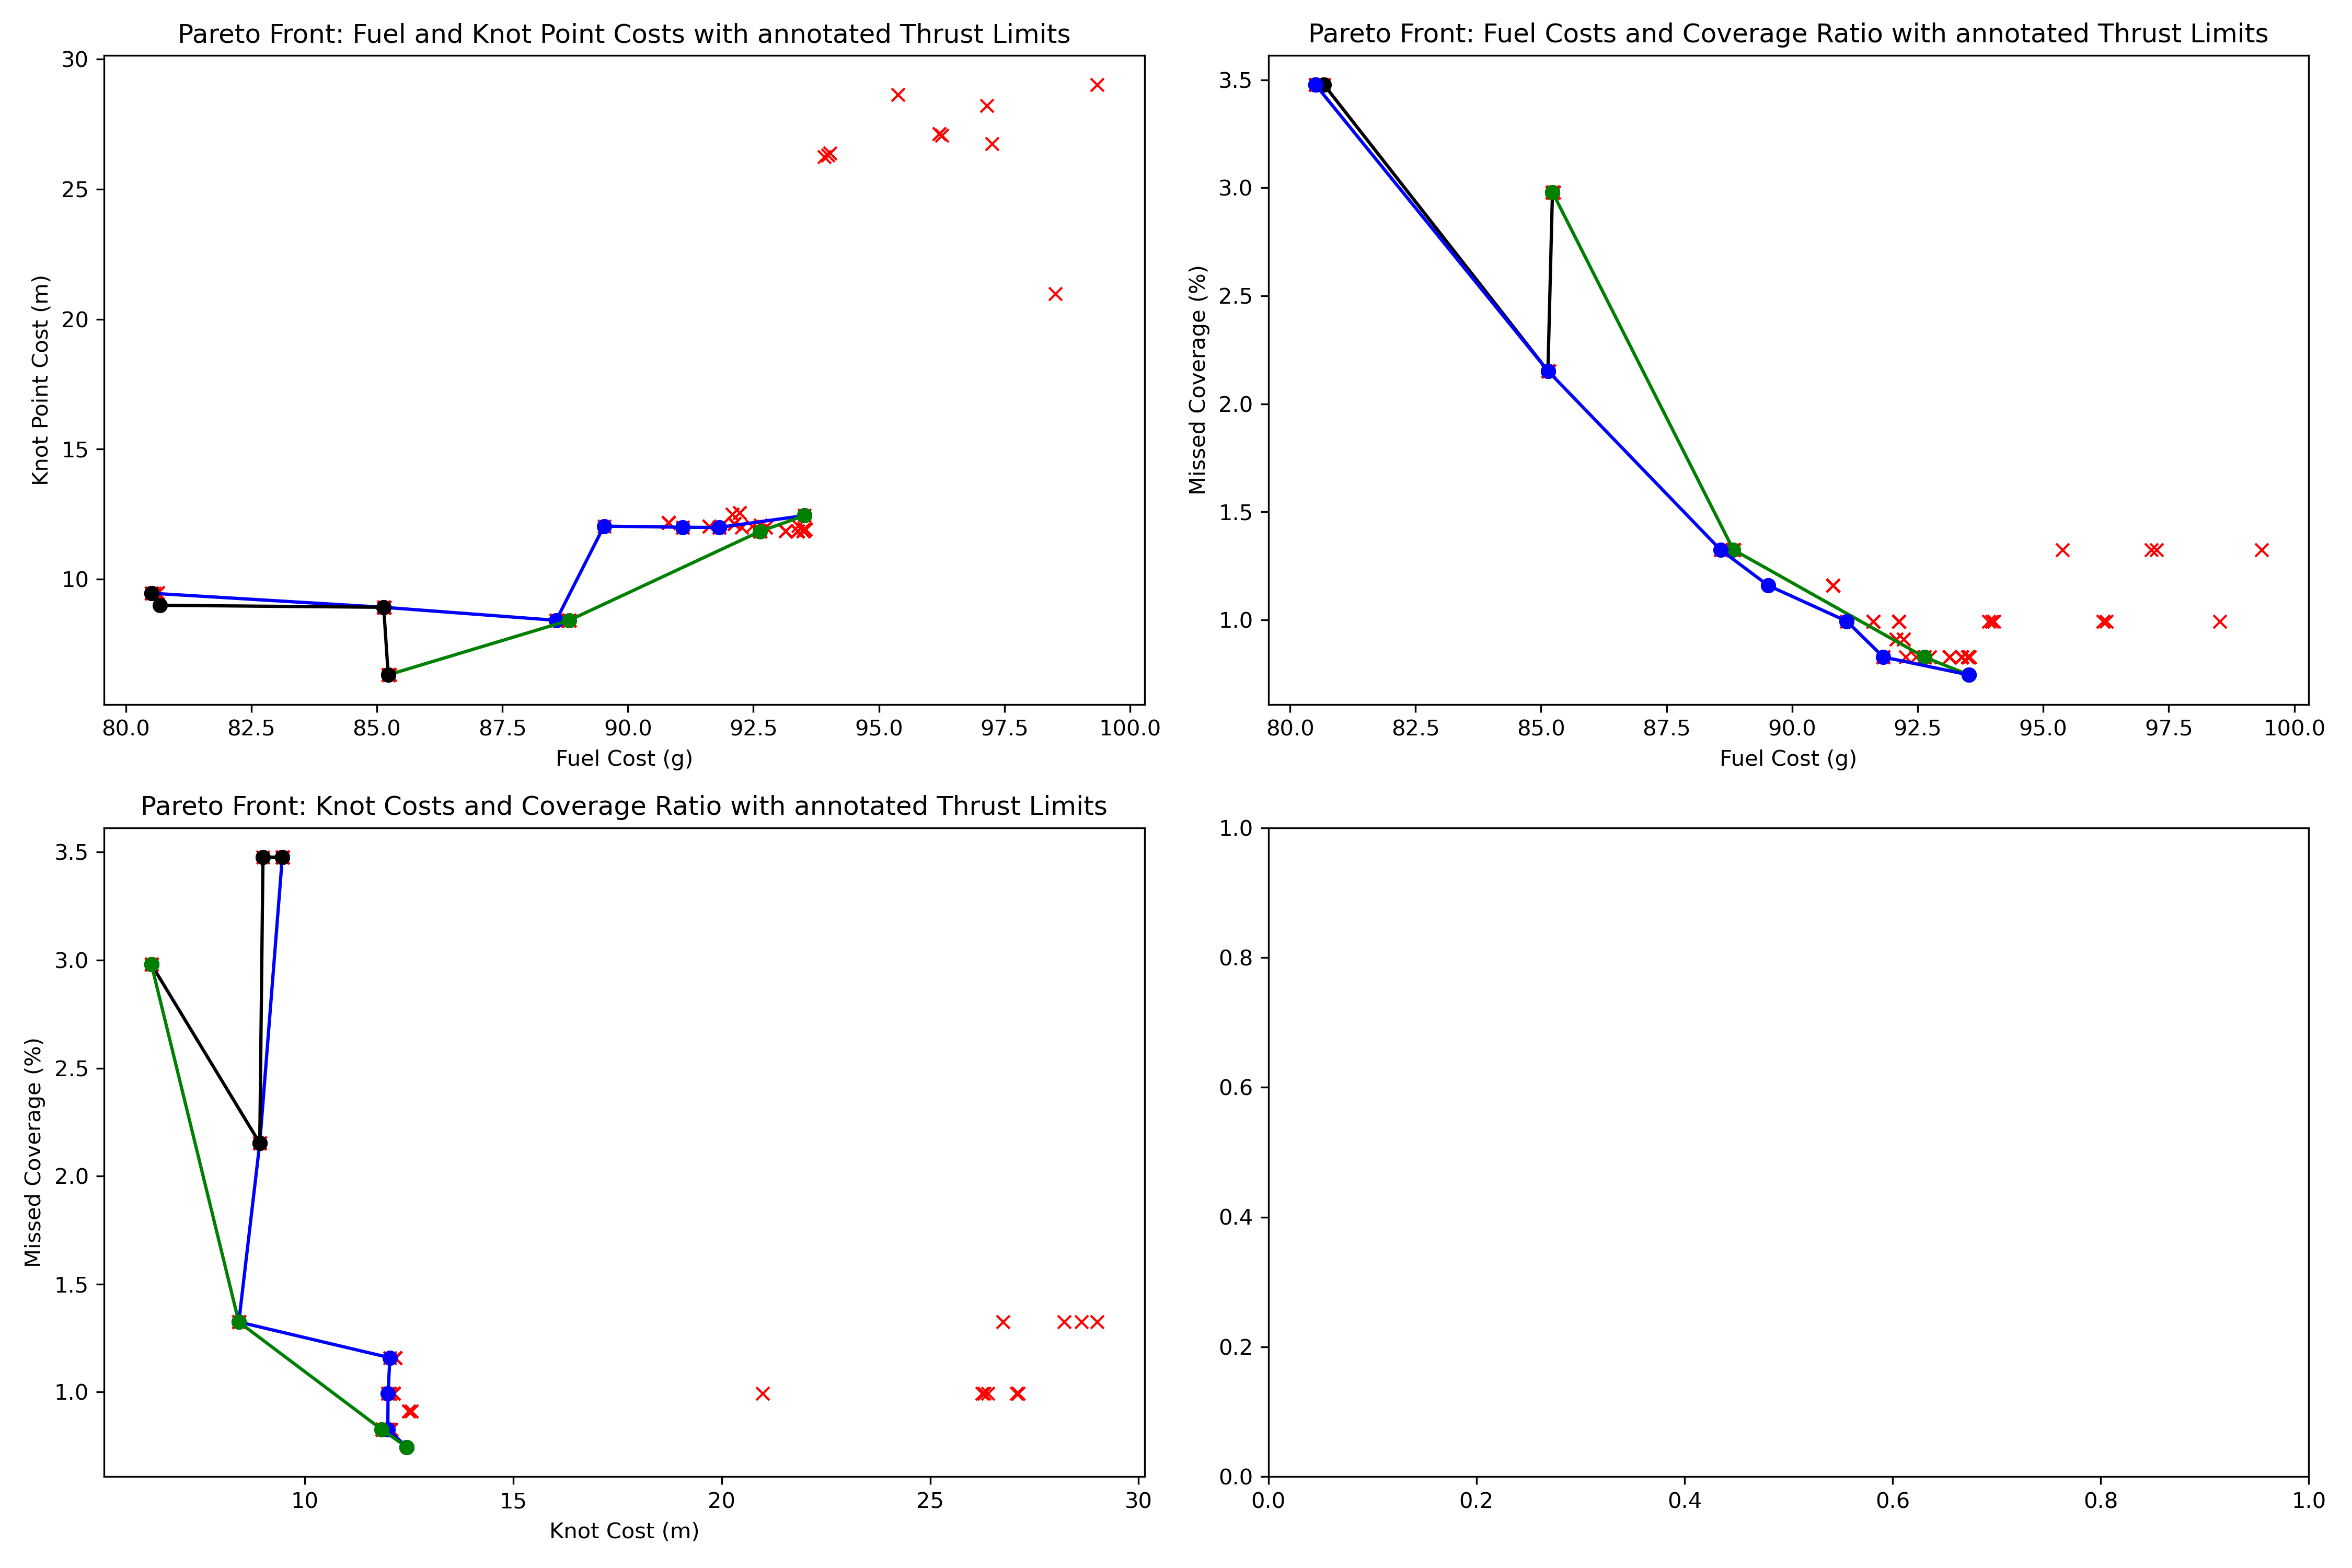 Pareto Front: Fuel and Knot Point Costs with annotated Thrust Limits
30
25
20
15
10
Knot Point Cost (m)
80.0 82.5 85.0 87.5 90.0 92.5 95.0 97.5 100.0
Fuel Cost (g)
Pareto Front: Fuel Costs and Coverage Ratio with annotated Thrust Limits
3.5
3.0
2.5
2.0
1.5
1.0
Missed Coverage (%)
80.0 82.5 85.0 87.5 90.0 92.5 95.0 97.5 100.0
Fuel Cost (g)
Pareto Front: Knot Costs and Coverage Ratio with annotated Thrust Limits
3.5
3.0
2.5
2.0
1.5
1.0
Missed Coverage (%)
10 15 20 25 30
Knot Cost (m)
1.0
0.8
0.6
0.4
0.2
0.0
0.0 0.2 0.4 0.6 0.8 1.0